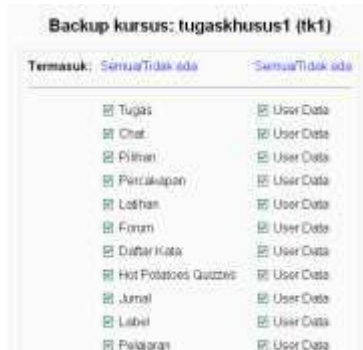 Backup kursus: tugaskhusus1 (tk1)
Termasuk: Semua/Tidak ada Semua/Tidak ada
Tugas User Data
Chat User Data
Pilihan User Data
Percakapan User Data
Latihan User Data
Forum User Data
Daftar Kata User Data
Hot Potatoes Quizzes User Data
Jurnal User Data
Label User Data
Pelajaran User Data